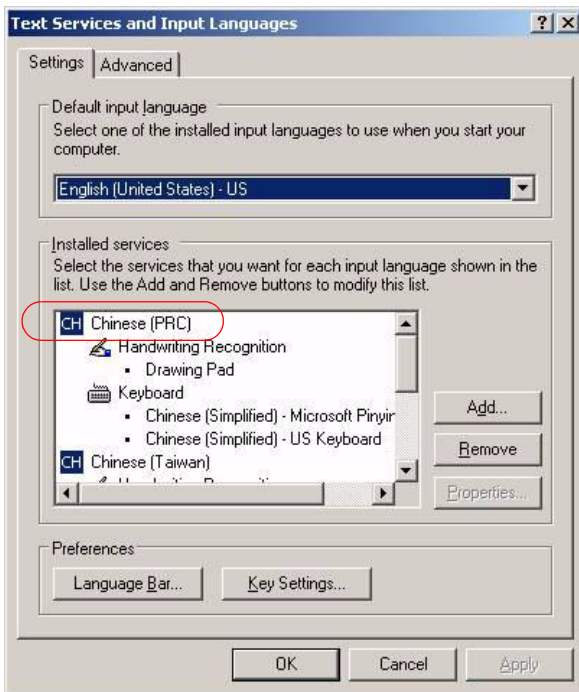 Text Services and Input Languages
Settings
Advanced
Default input language
Select one of the installed input languages to use when you start your
computer.
English (United States) - US
Installed services
Select the services that you want for each input language shown in the
list. Use the Add and Remove buttons to modify this list.
CH Chinese (PRC)
Handwriting Recognition
Drawing Pad
Keyboard
Chinese (Simplified) - Microsoft Pinyin
Chinese (Simplified) - US Keyboard
CH Chinese (Taiwan)
Add...
Remove
Properties...
Preferences
Language Bar...
Key Settings...
OK
Cancel
Apply